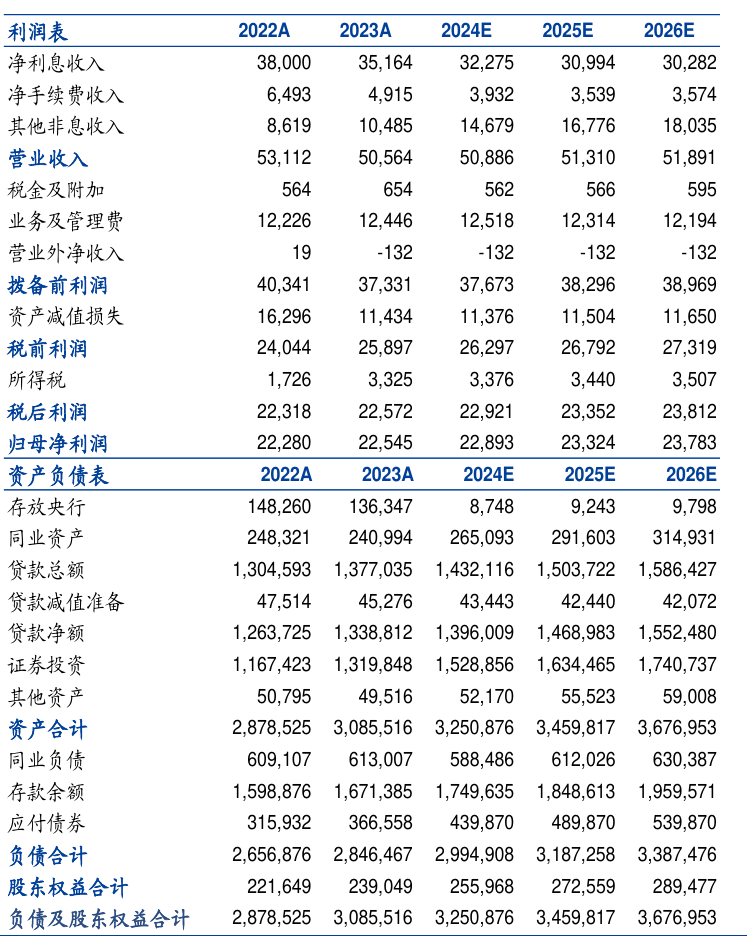 利润表 2022A 2023A 2024E 2025E 2026E
净利息收入 38,000 35,164 32,275 30,994 30,282
净手续费收入 6,493 4,915 3,932 3,539 3,574
其他非息收入 8,619 10,485 14,679 16,776 18,035
营业收入 53,112 50,564 50,886 51,310 51,891
税金及附加 564 654 562 566 595
业务及管理费 12,226 12,446 12,518 12,314 12,194
营业外净收入 19 -132 -132 -132 -132
拨备前利润 40,341 37,331 37,673 38,296 38,969
资产减值损失 16,296 11,434 11,376 11,504 11,650
税前利润 24,044 25,897 26,297 26,792 27,319
所得税 1,726 3,325 3,376 3,440 3,507
税后利润 22,318 22,572 22,921 23,352 23,812
归母净利润 22,280 22,545 22,893 23,324 23,783
资产负债表 2022A 2023A 2024E 2025E 2026E
存放央行 148,260 136,347 8,748 9,243 9,798
同业资产 248,321 240,994 265,093 291,603 314,931
贷款总额 1,304,593 1,377,035 1,432,116 1,503,722 1,586,427
贷款减值准备 47,514 45,276 43,443 42,440 42,072
贷款净额 1,263,725 1,338,812 1,396,009 1,468,983 1,552,480
证券投资 1,167,423 1,319,848 1,528,856 1,634,465 1,740,737
其他资产 50,795 49,516 52,170 55,523 59,008
资产合计 2,878,525 3,085,516 3,250,876 3,459,817 3,676,953
同业负债 609,107 613,007 588,486 612,026 630,387
存款余额 1,598,876 1,671,385 1,749,635 1,848,613 1,959,571
应付债券 315,932 366,558 439,870 489,870 539,870
负债合计 2,656,876 2,846,467 2,994,908 3,187,258 3,387,476
股东权益合计 221,649 239,049 255,968 272,559 289,477
负债及股东权益合计 2,878,525 3,085,516 3,250,876 3,459,817 3,676,953